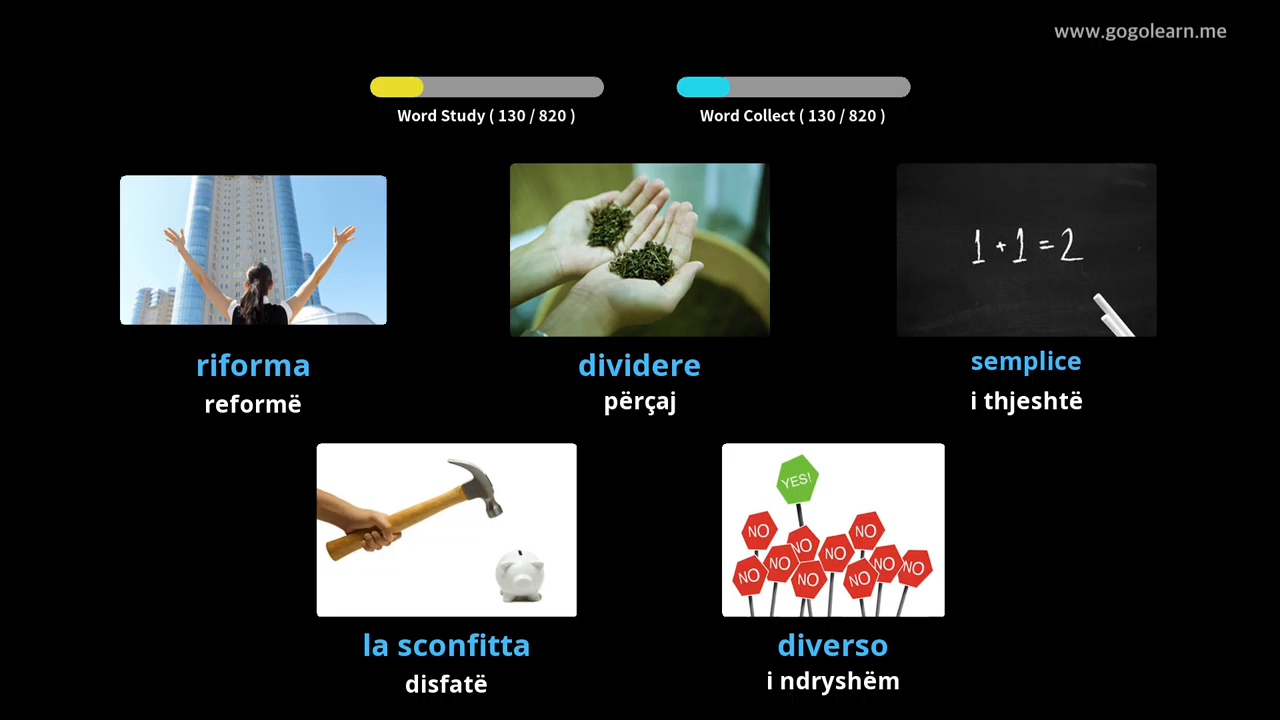 www.gogolearn.me
Word Study ( 130 / 820 )
Word Collect ( 130 / 820 )
1 + 1 = 2
riforma
reformë
dividere
përçaj
semplice
i thjeshtë
YES!
NO
NO
NO
NO
NO
NO
NO
NO
NO
NO
la sconfitta
disfatë
diverso
i ndryshëm